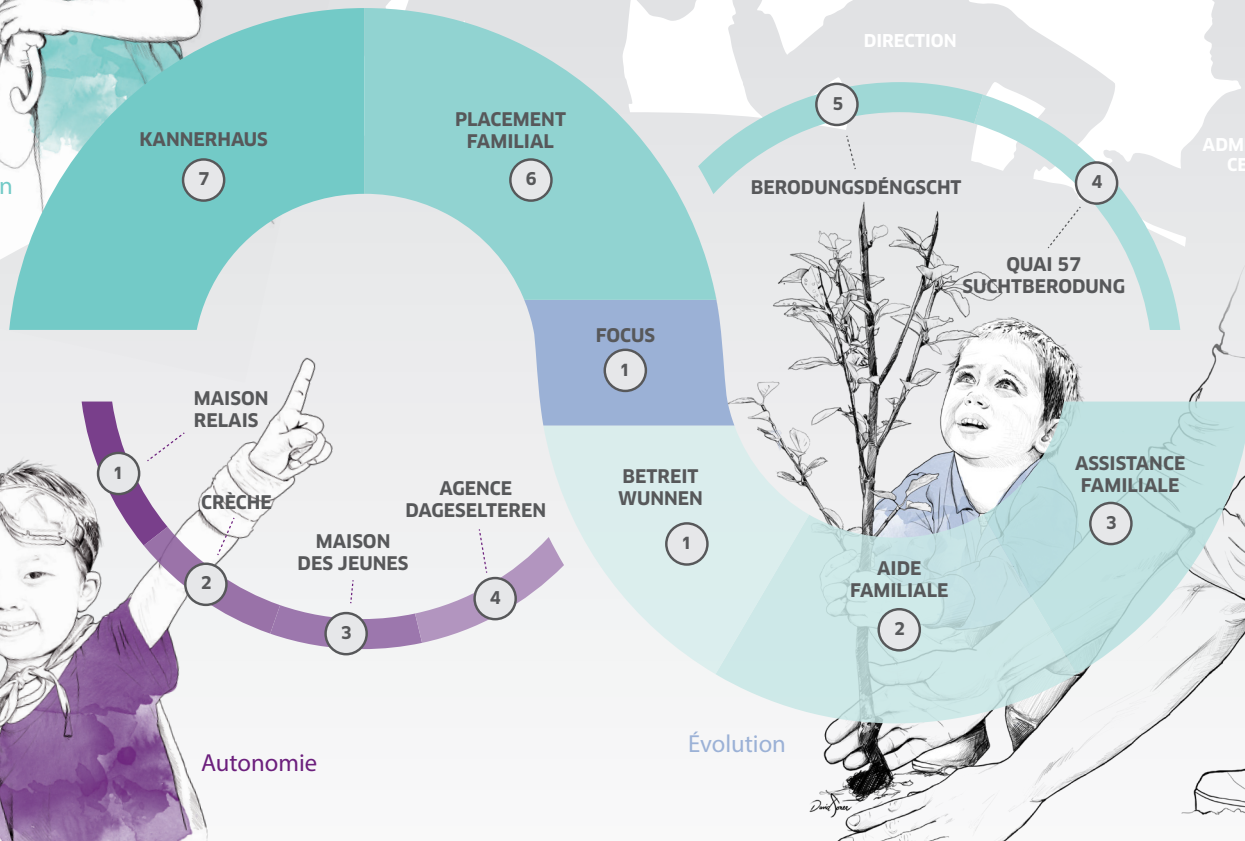 DIRECTION
KANNERHAUS
7
PLACEMENT
FAMILIAL
6
5
BERODUNGSDÉNGSCHT
4
QUAI 57
SUCHTBERODUNG
FOCUS
1
MAISON
RELAIS
1
CRÈCHE
2
MAISON
DES JEUNES
3
AGENCE
DAGESELTEREN
4
BETREIT
WUNNEN
1
AIDE
FAMILIALE
2
ASSISTANCE
FAMILIALE
3
Évolution
Autonomie